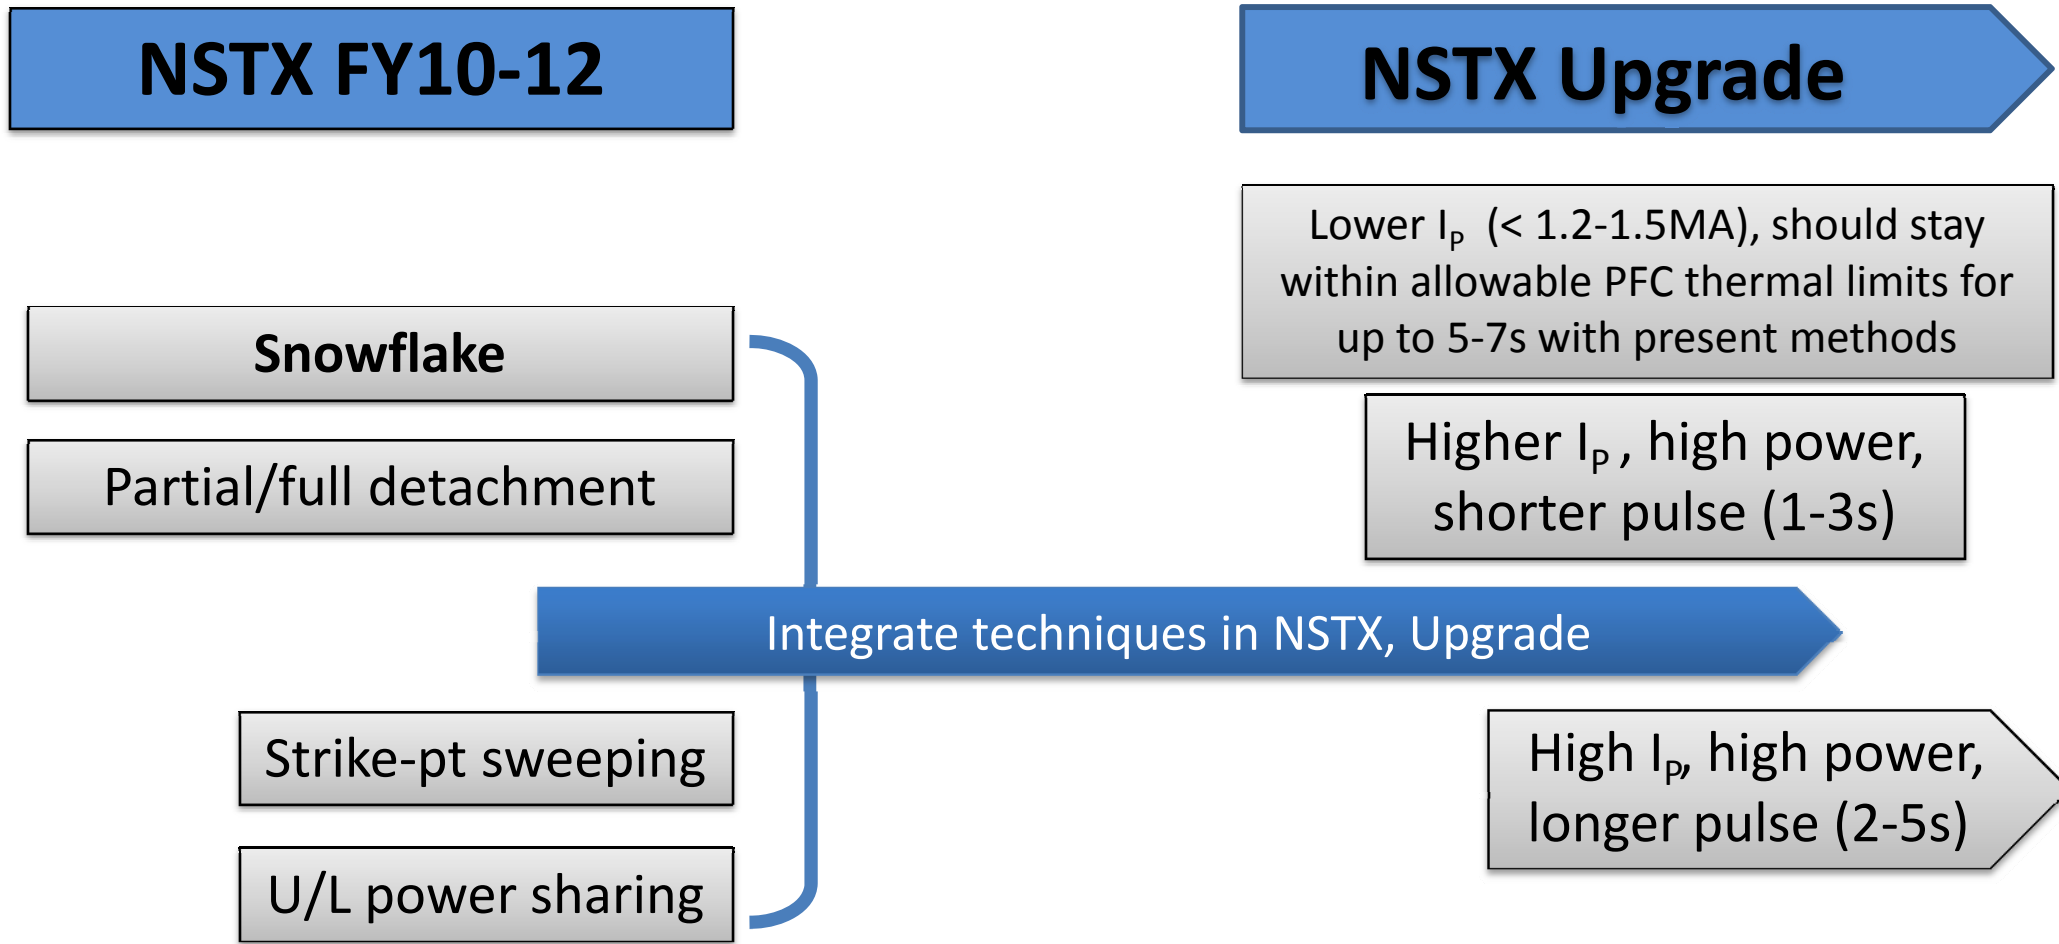 NSTX FY10-12
NSTX Upgrade
Lower IP (< 1.2-1.5MA), should stay
within allowable PFC thermal limits for
up to 5-7s with present methods
Snowflake
Partial/full detachment
Higher IP , high power,
shorter pulse (1-3s)
Integrate techniques in NSTX, Upgrade
Strike-pt sweeping
U/L power sharing
High IP, high power,
longer pulse (2-5s)